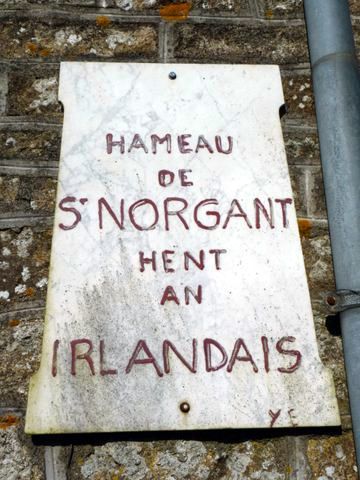 HAMEAU
DE
ST NORGANT
HENT
AN
IRLANDAIS
Y E